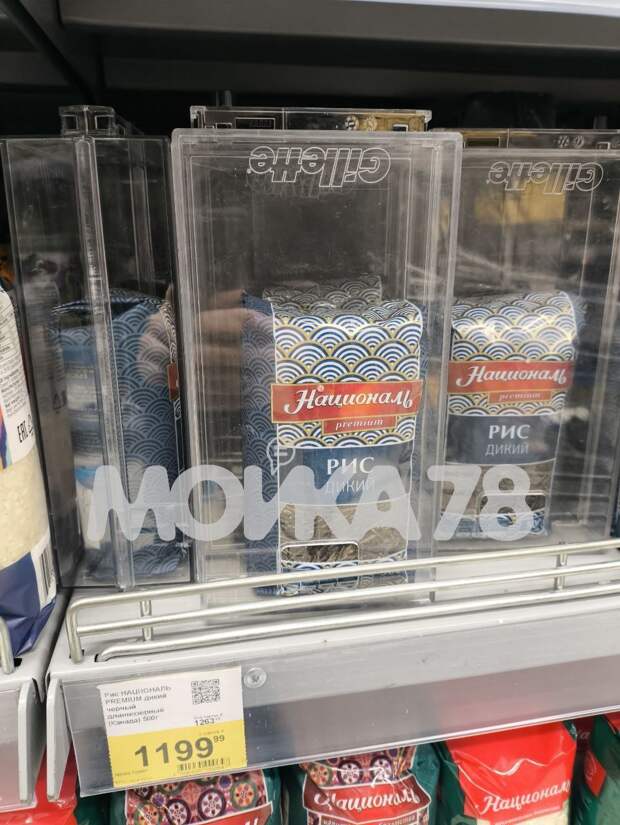 Gillette
Gillette
Националь
premium
РИС
ДИКИЙ
Националь
premium
РИС
ДИКИЙ
МОЙКА78
EAC
Рис НАЦИОНАЛЬ
PREMIUM дикий
черный
длиннозерный
(Канада) 500г
1263
1199 99
Националь
Националь